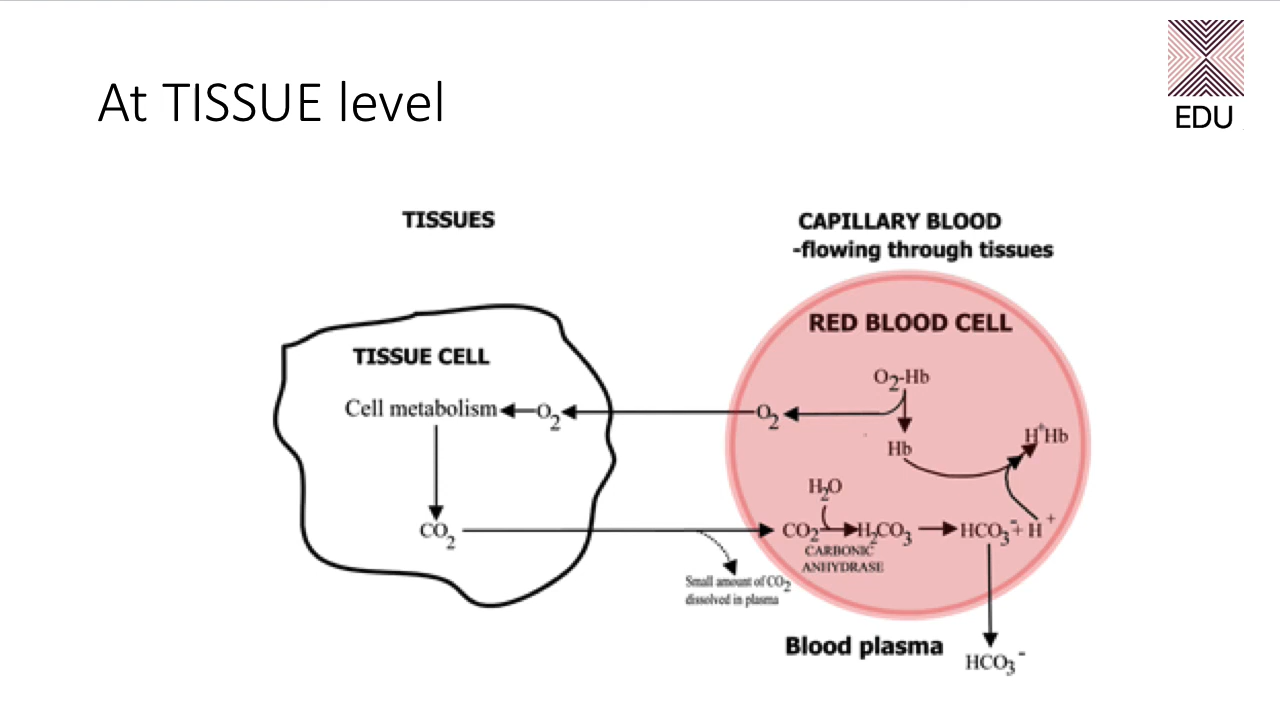 At TISSUE level
EDU
TISSUES
CAPILLARY BLOOD
-flowing through tissues
RED BLOOD CELL
TISSUE CELL
O₂-Hb
Cell metabolism O₂
O₂
Hb
H⁺Hb
H₂O
CO₂
CO₂ H₂CO₃ HCO₃⁻ + H⁺
CARBONIC
ANHYDRASE
Small amount of CO₂
dissolved in plasma
Blood plasma
HCO₃⁻